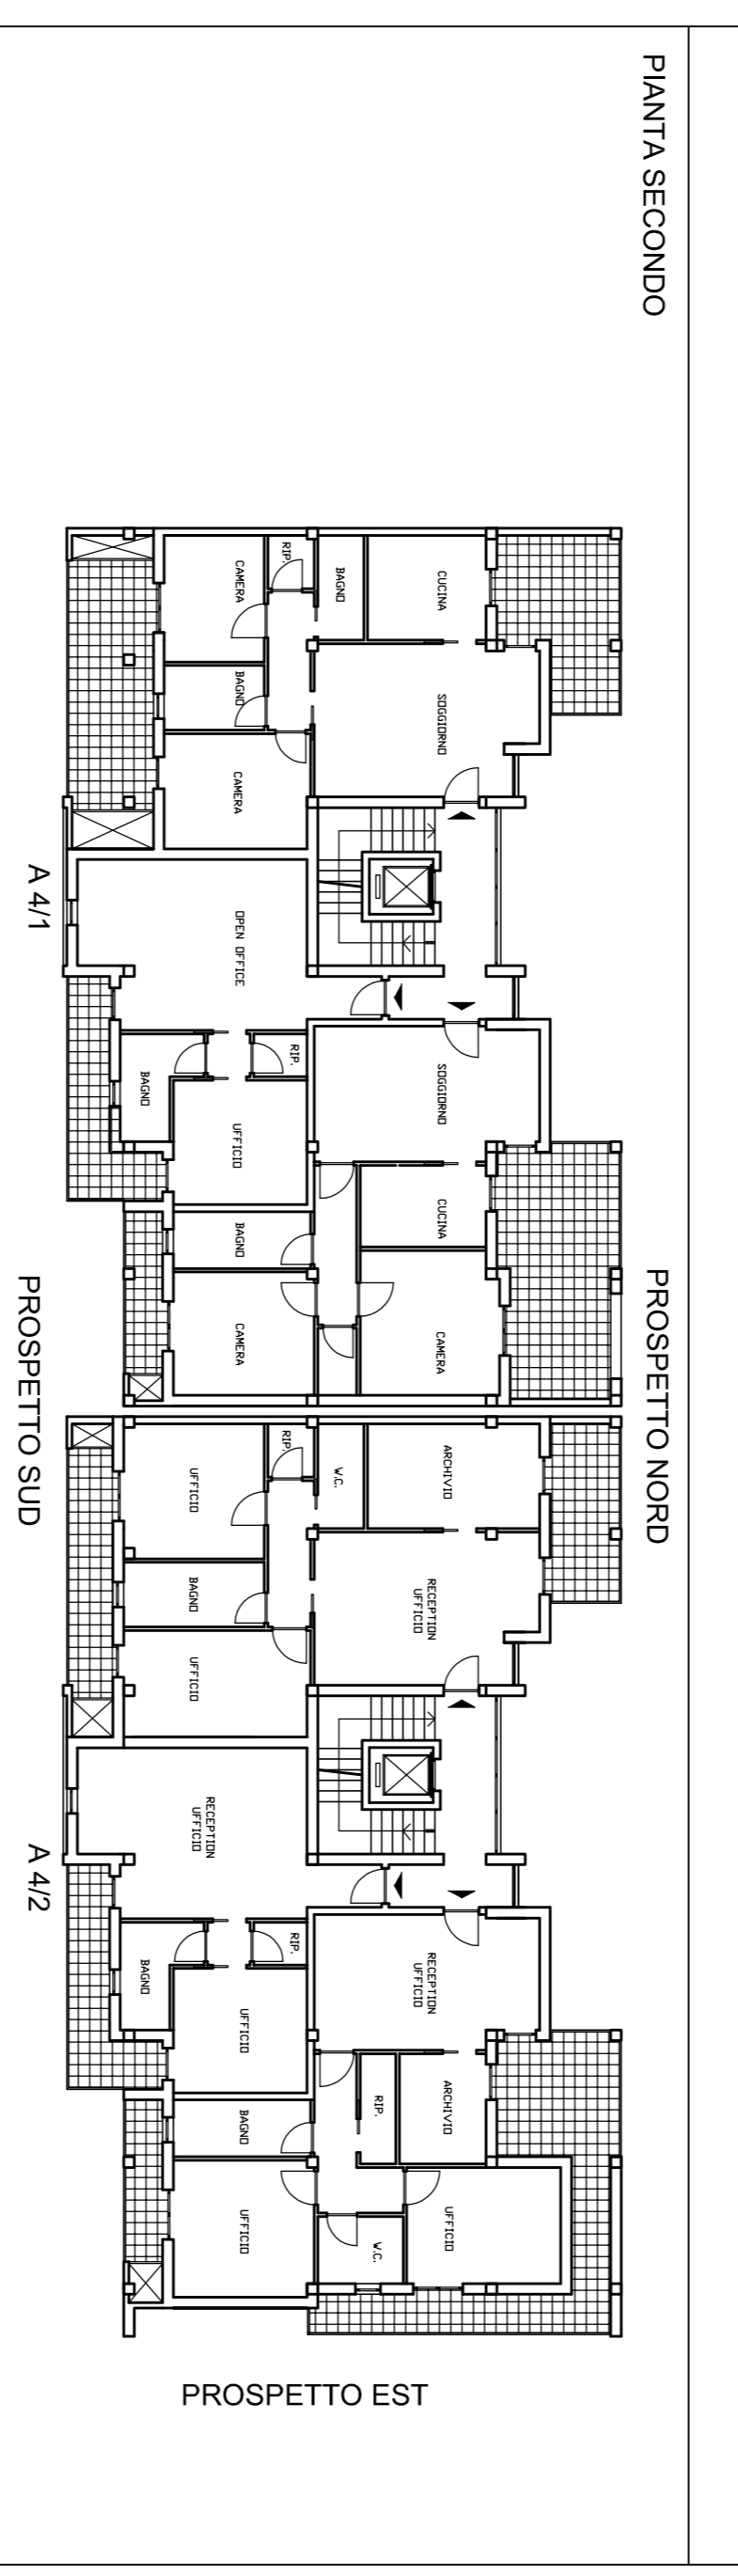 PIANTA SECONDO
PROSPETTO NORD
CUCINA
BAGNO
RIP.
CAMERA
SOGGIORNO
BAGNO
CAMERA
OPEN OFFICE
SOGGIORNO
RIP.
BAGNO
UFFICIO
CUCINA
BAGNO
CAMERA
CAMERA
ARCHIVIO
W.C.
RIP.
UFFICIO
RECEPTION
UFFICIO
BAGNO
UFFICIO
RECEPTION
UFFICIO
RECEPTION
UFFICIO
RIP.
BAGNO
UFFICIO
ARCHIVIO
RIP.
BAGNO
UFFICIO
W.C.
UFFICIO
A 4/1
A 4/2
PROSPETTO SUD
PROSPETTO EST